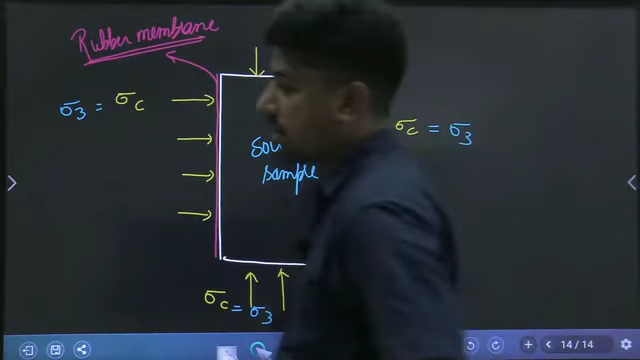 Rubber membrane
σ3 = σc
σc = σ3
sample
σc = σ3
14 / 14